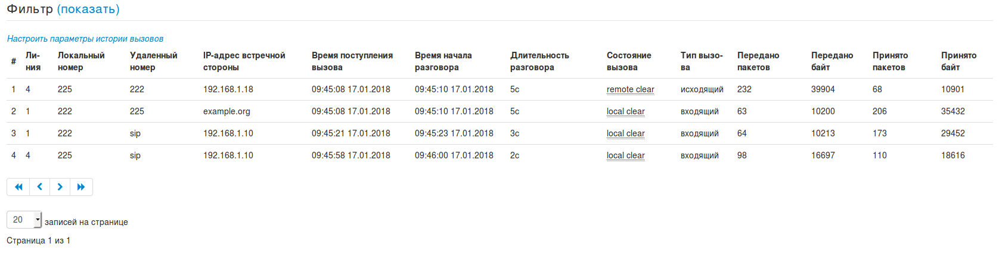 Фильтр (показать)
Настроить параметры истории вызовов
# Ли- ния Локальный номер Удаленный номер IP-адрес встречной стороны Время поступления вызова Время начала разговора Длительность разговора Состояние вызова Тип вызо- ва Передано пакетов Передано байт Принято пакетов Принято байт
1 4 225 222 192.168.1.18 09:45:08 17.01.2018 09:45:10 17.01.2018 5с remote clear исходящий 232 39904 68 10901
2 1 222 225 example.org 09:45:08 17.01.2018 09:45:10 17.01.2018 5с local clear входящий 63 10200 206 35432
3 1 222 sip 192.168.1.10 09:45:21 17.01.2018 09:45:23 17.01.2018 3с local clear входящий 64 10213 173 29452
4 4 225 sip 192.168.1.10 09:45:58 17.01.2018 09:46:00 17.01.2018 2с local clear входящий 98 16697 110 18616
20 записей на странице
Страница 1 из 1